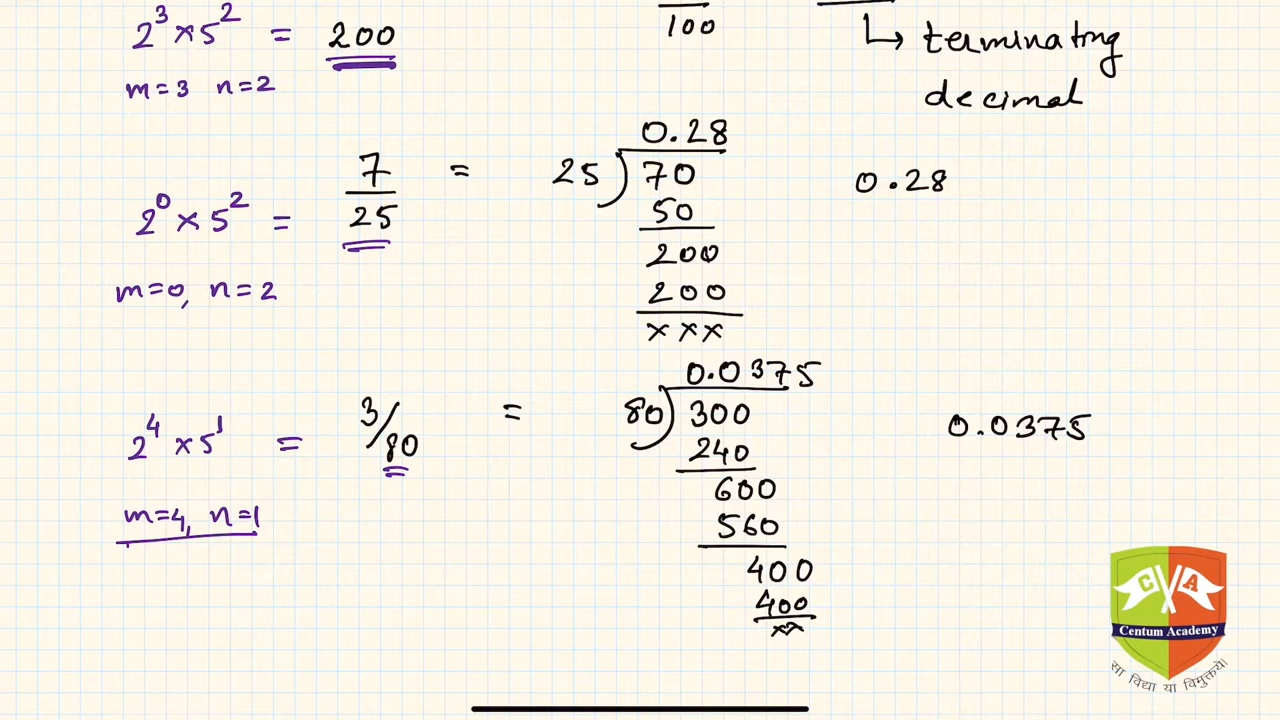 2³ × 5² = 200
100
→ terminating
decimal
m = 3 n = 2
0.28
7/25 = 25 ) 70
0.28
50
2⁰ × 5² =
200
m = 0, n = 2
200
× × ×
0.0375
2⁴ × 5¹ = 3/80 = 80 ) 300
0.0375
240
600
m = 4, n = 1
560
400
400
××
C A
Centum Academy
सा विद्या या विमुक्तये।